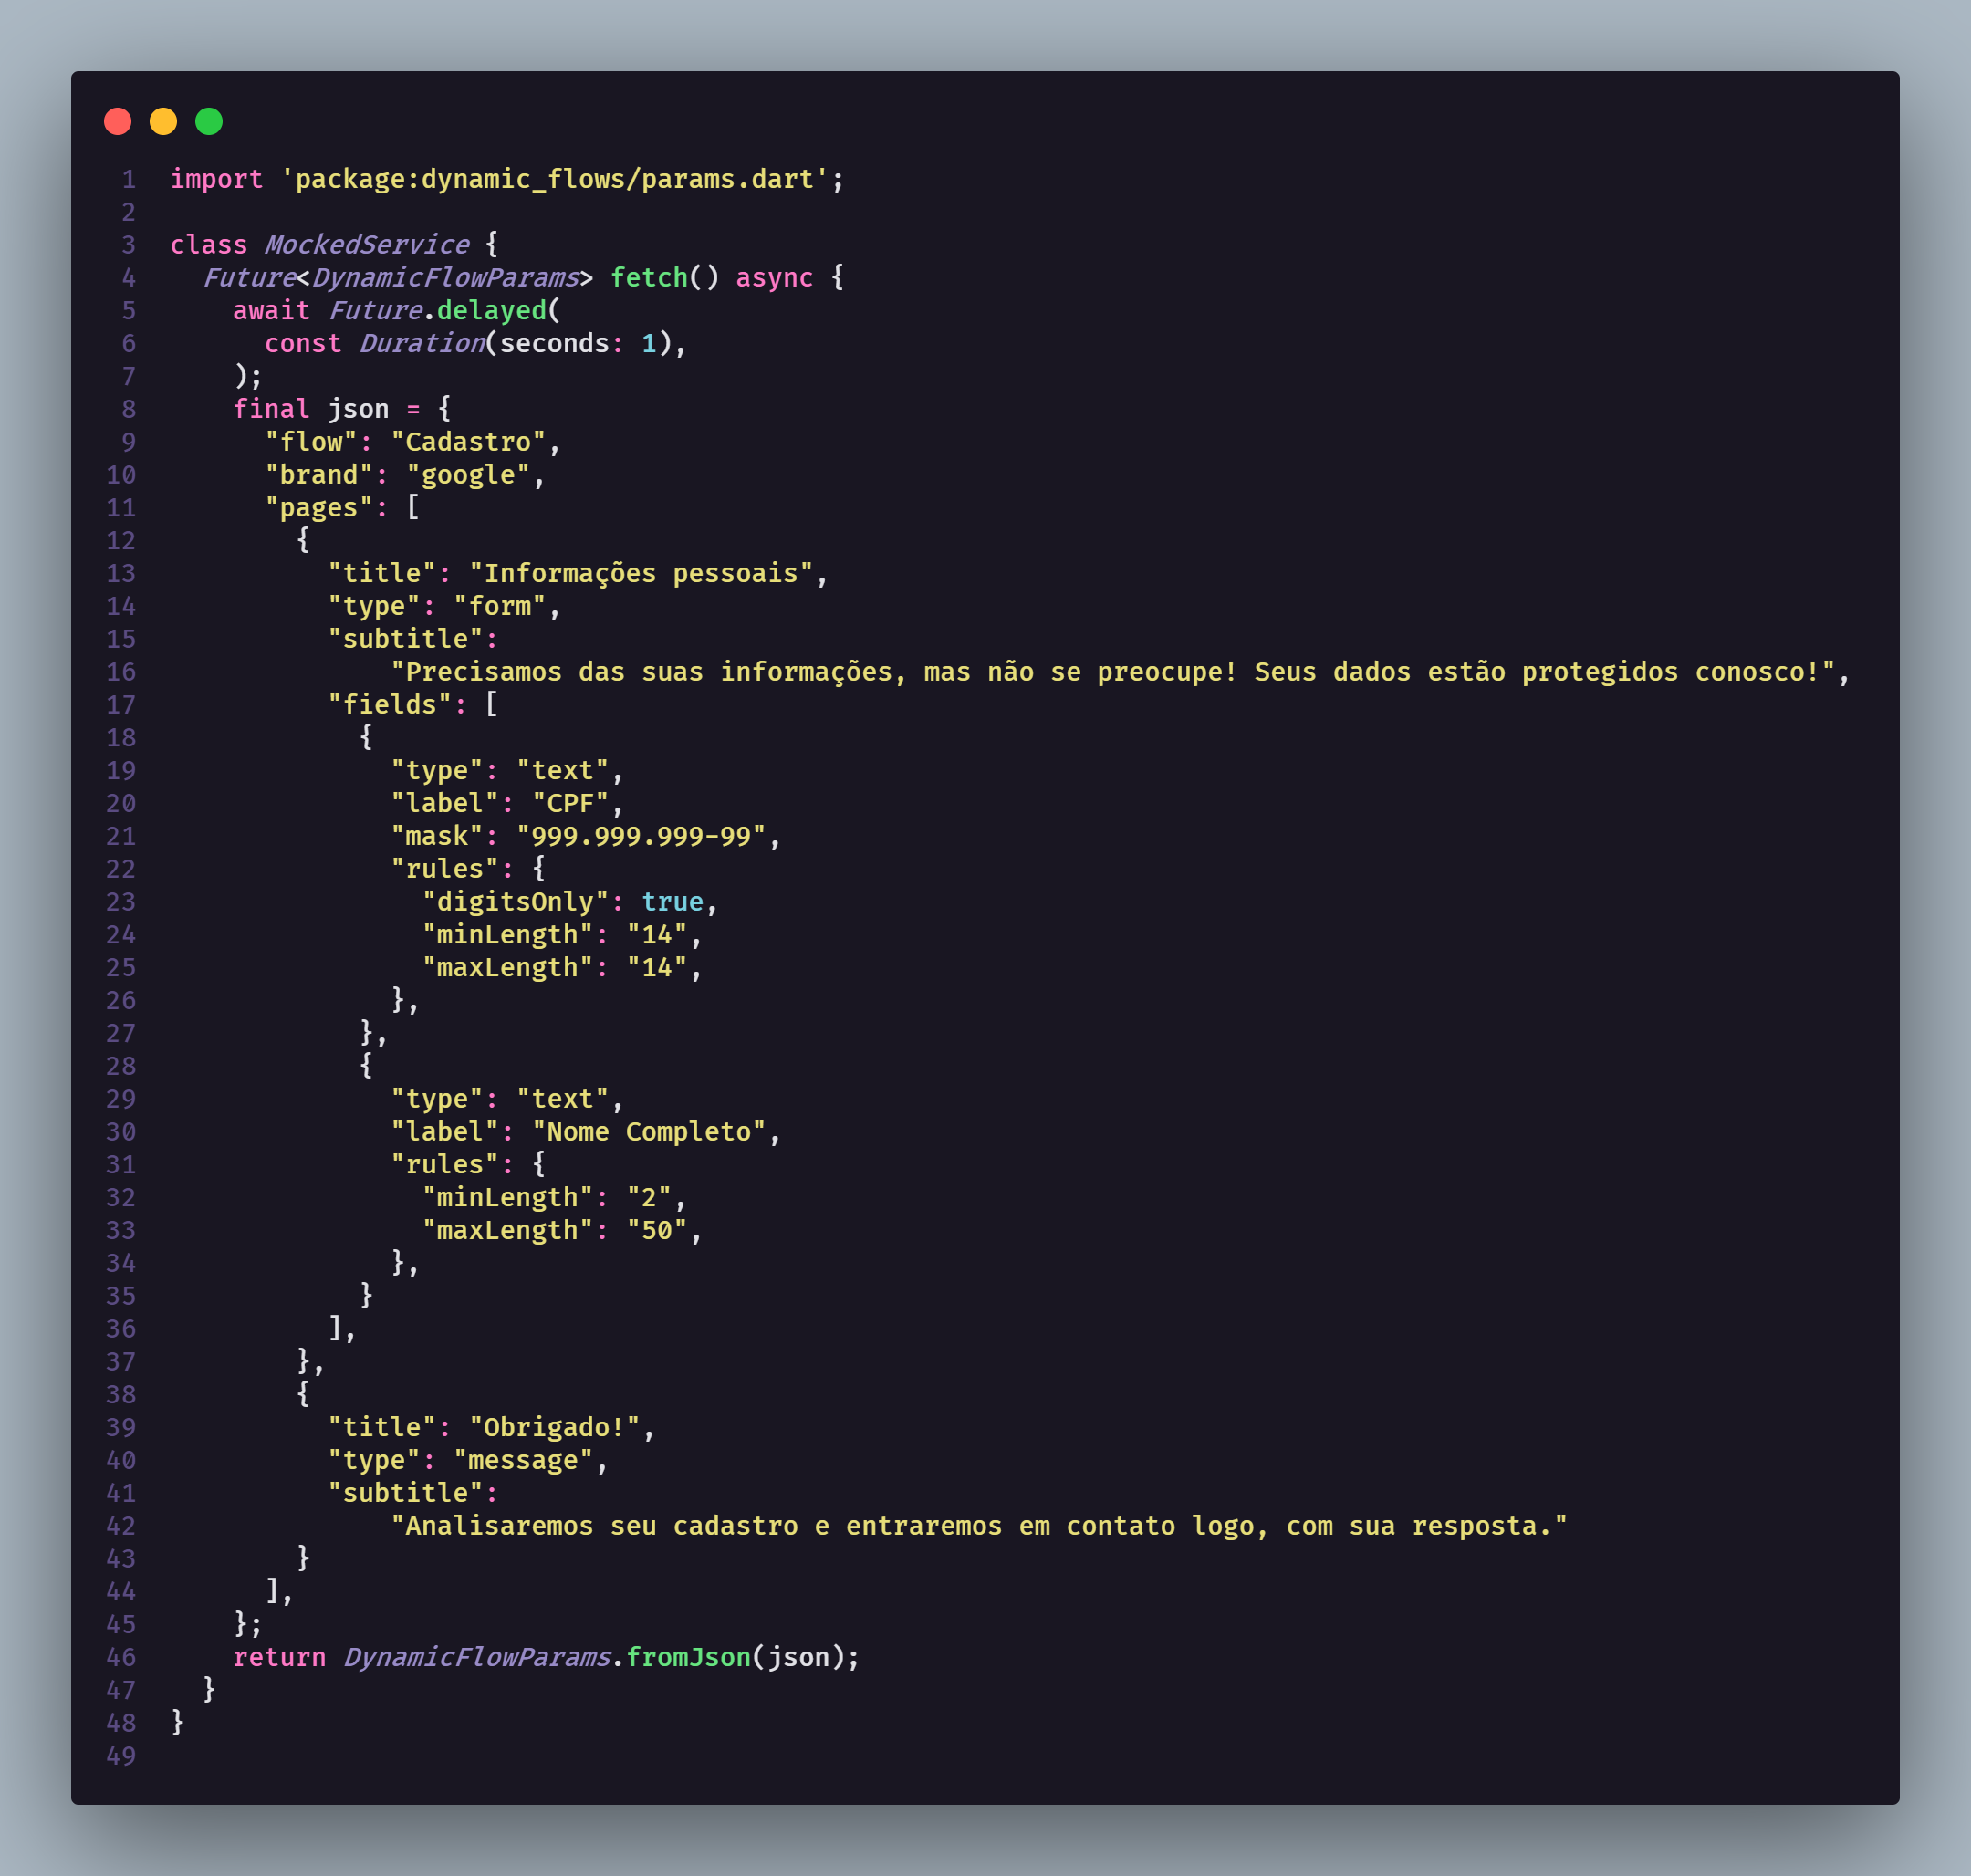 1 import 'package:dynamic_flows/params.dart';
2
3 class MockedService {
4   Future<DynamicFlowParams> fetch() async {
5     await Future.delayed(
6       const Duration(seconds: 1),
7     );
8     final json = {
9       "flow": "Cadastro",
10       "brand": "google",
11       "pages": [
12         {
13           "title": "Informações pessoais",
14           "type": "form",
15           "subtitle":
16               "Precisamos das suas informações, mas não se preocupe! Seus dados estão protegidos conosco!",
17           "fields": [
18             {
19               "type": "text",
20               "label": "CPF",
21               "mask": "999.999.999-99",
22               "rules": {
23                 "digitsOnly": true,
24                 "minLength": "14",
25                 "maxLength": "14",
26               },
27             },
28             {
29               "type": "text",
30               "label": "Nome Completo",
31               "rules": {
32                 "minLength": "2",
33                 "maxLength": "50",
34               },
35             }
36           ],
37         },
38         {
39           "title": "Obrigado!",
40           "type": "message",
41           "subtitle":
42               "Analisaremos seu cadastro e entraremos em contato logo, com sua resposta."
43         }
44       ],
45     };
46     return DynamicFlowParams.fromJson(json);
47   }
48 }
49